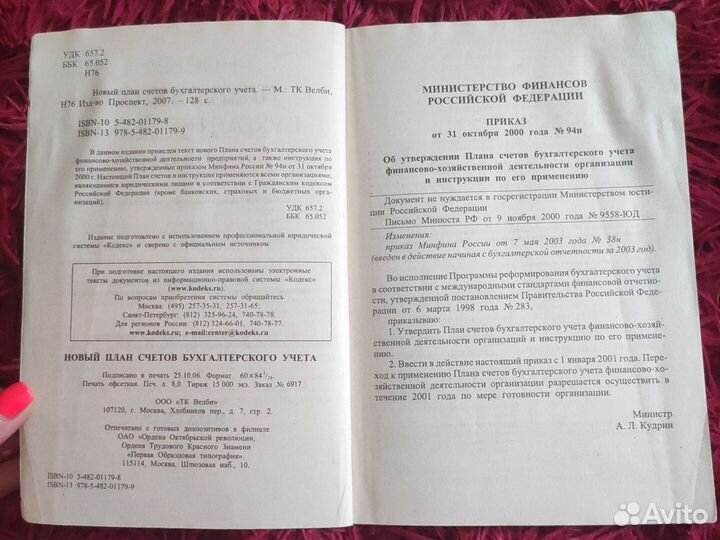 УДК 657.2
ББК 65.052
Н76
Новый план счетов бухгалтерского учета. — М.: ТК Велби,
Н76 Изд-во Проспект, 2007. – 128 с.
ISBN-10 5-482-01179-8
ISBN-13 978-5-482-01179-9
В данном издании приведен текст нового Плана счетов бухгалтерского учета
финансово-хозяйственной деятельности предприятий, а также инструкция по
его применению, утвержденные приказом Минфина России № 94н от 31 октября
2000 г. Настоящий План счетов и инструкция применяются всеми организациями,
являющимися юридическими лицами в соответствии с Гражданским кодексом
Российской Федерации (кроме банковских, страховых и бюджетных орга-
низаций).
УДК 657.2
ББК 65.052
Издание подготовлено с использованием профессиональной юридической
системы «Кодекс» и сверено с официальным источником.
При подготовке настоящего издания использованы электронные
тексты документов из информационно-правовой системы «Кодекс»
(www.kodeks.ru).
По вопросам приобретения системы обращаться:
Москва: (495) 257-35-31, 257-31-65;
Санкт-Петербург: (812) 325-96-24, 740-78-77.
Для регионов России: (812) 324-66-01, 740-78-77.
www.kodeks.ru; e-mail:center@kodeks.ru
НОВЫЙ ПЛАН СЧЕТОВ БУХГАЛТЕРСКОГО УЧЕТА
Подписано в печать 25.10.06. Формат 60×84 1/16.
Печать офсетная. Печ. л. 8,0. Тираж 15 000 экз. Заказ № 6917
ООО «ТК Велби»
107120, г. Москва, Хлебников пер., д. 7, стр. 2.
Отпечатано с готовых диапозитивов в филиале
ОАО «Ордена Октябрьской революции,
Ордена Трудового Красного Знамени
«Первая Образцовая типография».
115114, Москва, Шлюзовая наб., 10.
ISBN-10 5-482-01179-8
ISBN-13 978-5-482-01179-9
МИНИСТЕРСТВО ФИНАНСОВ
РОССИЙСКОЙ ФЕДЕРАЦИИ
ПРИКАЗ
от 31 октября 2000 года № 94н
Об утверждении Плана счетов бухгалтерского учета
финансово-хозяйственной деятельности организации
и инструкции по его применению
Документ не нуждается в госрегистрации Министерством юсти-
ции Российской Федерации
Письмо Минюста РФ от 9 ноября 2000 года № 9558-ЮД
Изменения:
приказ Минфина России от 7 мая 2003 года № 38н
(введен в действие начиная с бухгалтерской отчетности за 2003 год).
Во исполнение Программы реформирования бухгалтерского учета
в соответствии с международными стандартами финансовой отчетно-
сти, утвержденной постановлением Правительства Российской Феде-
рации от 6 марта 1998 года № 283,
приказываю:
1. Утвердить План счетов бухгалтерского учета финансово-хозяй-
ственной деятельности организаций и инструкцию по его примене-
нию.
2. Ввести в действие настоящий приказ с 1 января 2001 года. Пере-
ход к применению Плана счетов бухгалтерского учета финансово-хо-
зяйственной деятельности организации разрешается осуществить в
течение 2001 года по мере готовности организации.
Министр
А. Л. Кудрин
Avito